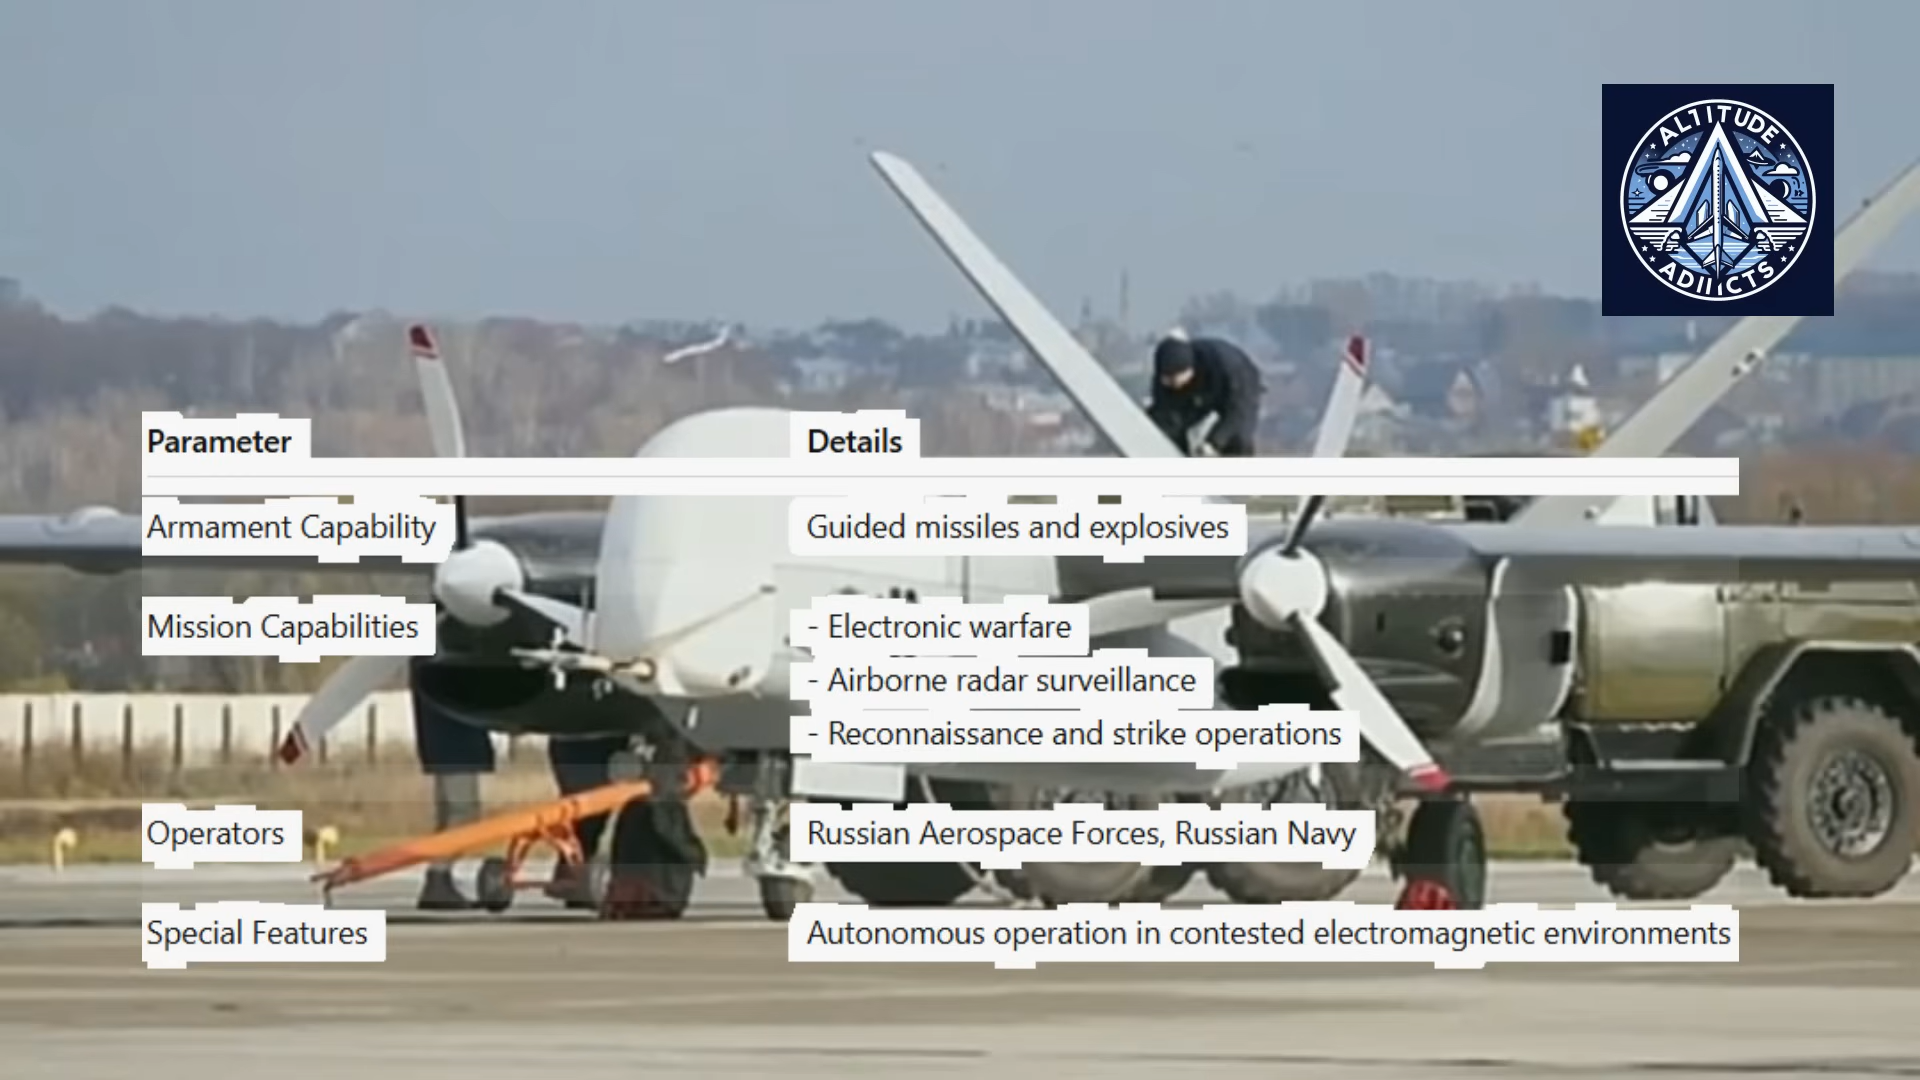 ALTITUDE
ADIICTS
Parameter Details
Armament Capability Guided missiles and explosives
Mission Capabilities - Electronic warfare
- Airborne radar surveillance
- Reconnaissance and strike operations
Operators Russian Aerospace Forces, Russian Navy
Special Features Autonomous operation in contested electromagnetic environments